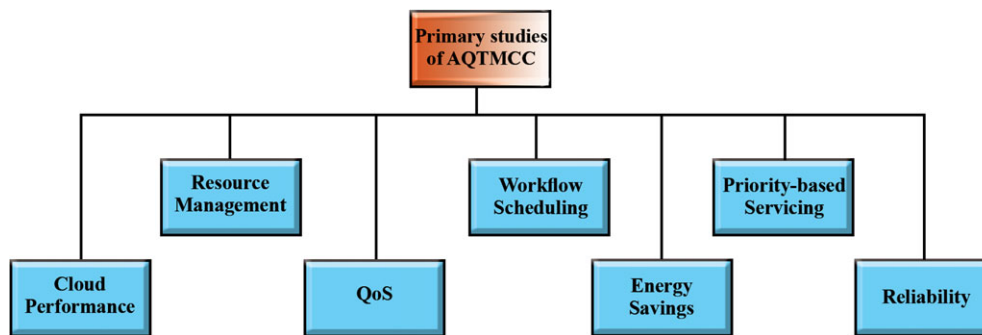 Primary studies
of AQTMCC
Resource
Management
Workflow
Scheduling
Priority-based
Servicing
Cloud
Performance
QoS
Energy
Savings
Reliability